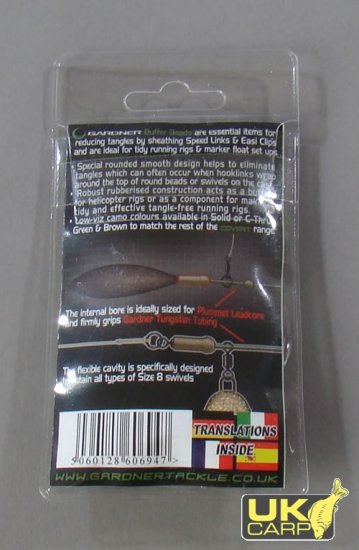 GARDNER Buffer Beads are essential items for
reducing tangles by sheathing Speed Links & Easi Clips
and are ideal for tidy running rigs & marker float set ups.
• Special rounded smooth design helps to eliminate
tangles which can often occur when hooklinks wrap
around the top of round beads or swivels on the
• Robust rubberised construction acts as a buffer
for helicopter rigs or as a component for making
tidy and effective tangle-free running rigs.
• Low-viz camo colours available in Solid or C-Thru
Green & Brown to match the rest of the COVERT range
The internal bore is ideally sized for Plummet Leadcore
and firmly grips Gardner Tungsten Tubing
The flexible cavity is specifically designed
all types of Size 8 swivels
TRANSLATIONS
INSIDE
5060128606947>
WWW.GARDNERTACKLE.CO.UK
UK
CARP